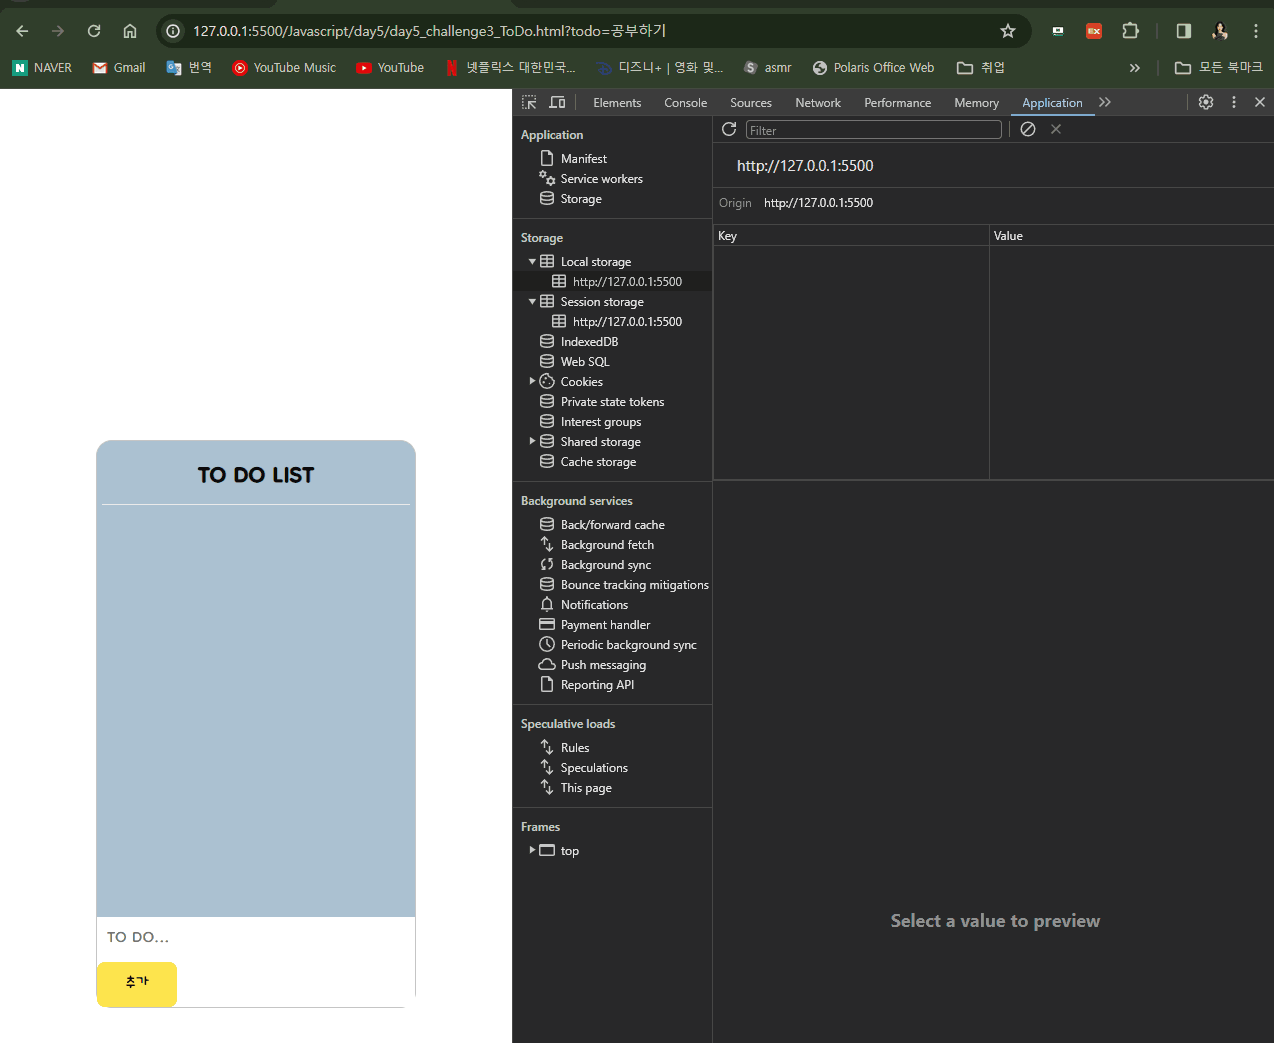 127.0.0.1:5500/Javascript/day5/day5_challenge3_ToDo.html?todo=공부하기
NAVER Gmail 번역 YouTube Music YouTube 넷플릭스 대한민국... 디즈니+ | 영화 및... asmr Polaris Office Web 취업 » 모든 북마크
Elements Console Sources Network Performance Memory Application
Application
Manifest
Service workers
Storage
Storage
Local storage
http://127.0.0.1:5500
Session storage
http://127.0.0.1:5500
IndexedDB
Web SQL
Cookies
Private state tokens
Interest groups
Shared storage
Cache storage
Background services
Back/forward cache
Background fetch
Background sync
Bounce tracking mitigations
Notifications
Payment handler
Periodic background sync
Push messaging
Reporting API
Speculative loads
Rules
Speculations
This page
Frames
top
Filter
http://127.0.0.1:5500
Origin http://127.0.0.1:5500
Key Value
Select a value to preview
TO DO LIST
TO DO...
추가